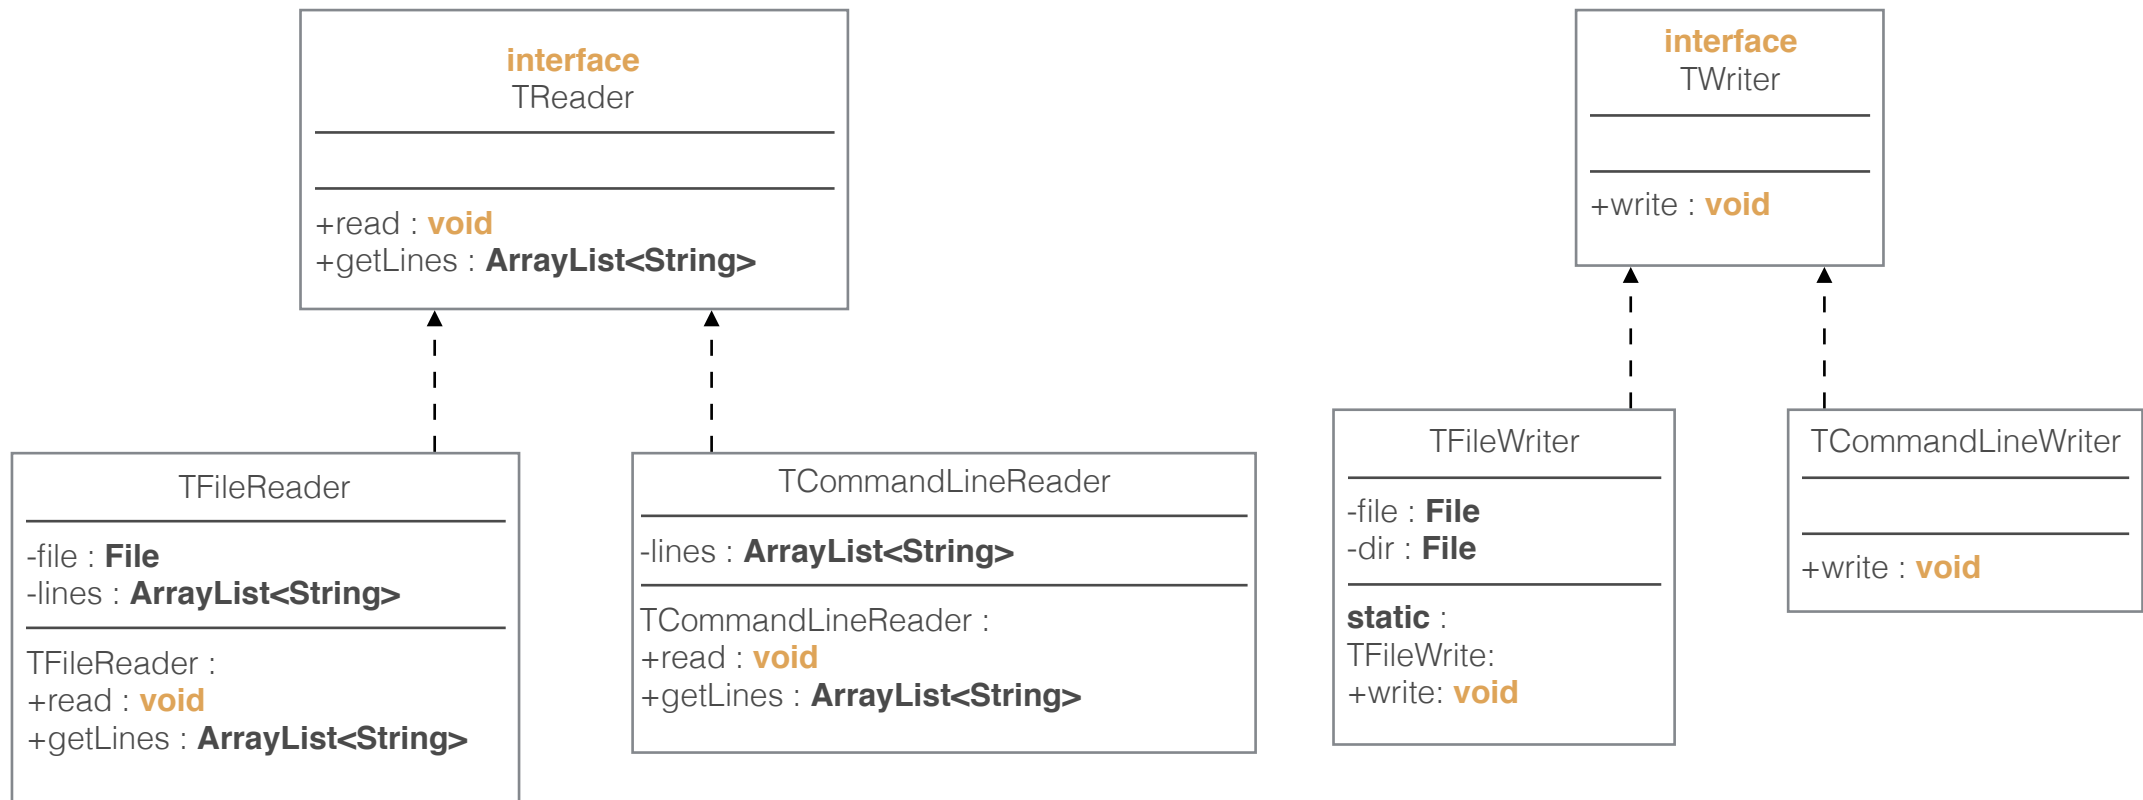 interface
TReader
+read : void
+getLines : ArrayList<String>
interface
TWriter
+write : void
TFileReader
-file : File
-lines : ArrayList<String>
TFileReader :
+read : void
+getLines : ArrayList<String>
TCommandLineReader
-lines : ArrayList<String>
TCommandLineReader :
+read : void
+getLines : ArrayList<String>
TFileWriter
-file : File
-dir : File
static :
TFileWrite:
+write: void
TCommandLineWriter
+write : void